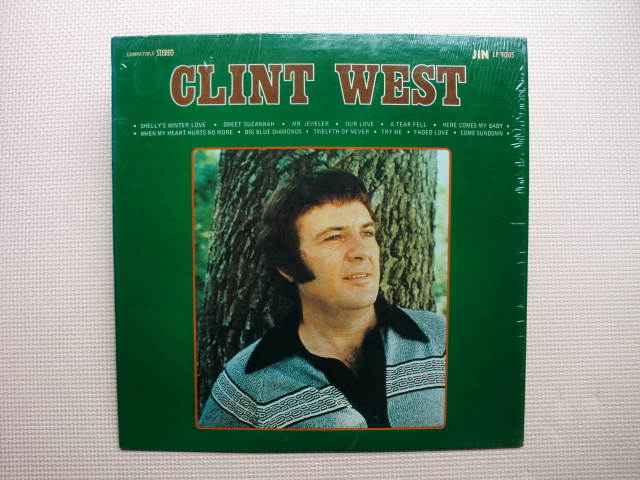 COMPATIBLE STEREO
JIN LP 9005
CLINT WEST
• SHELLY'S WINTER LOVE • SWEET SUZANNAH • MR. JEWELER • OUR LOVE • A TEAR FELL • HERE COMES MY BABY •
• WHEN MY HEART HURTS NO MORE • BIG BLUE DIAMONDS • TWELFTH OF NEVER • TRY ME • FADED LOVE • COME SUNDOWN •